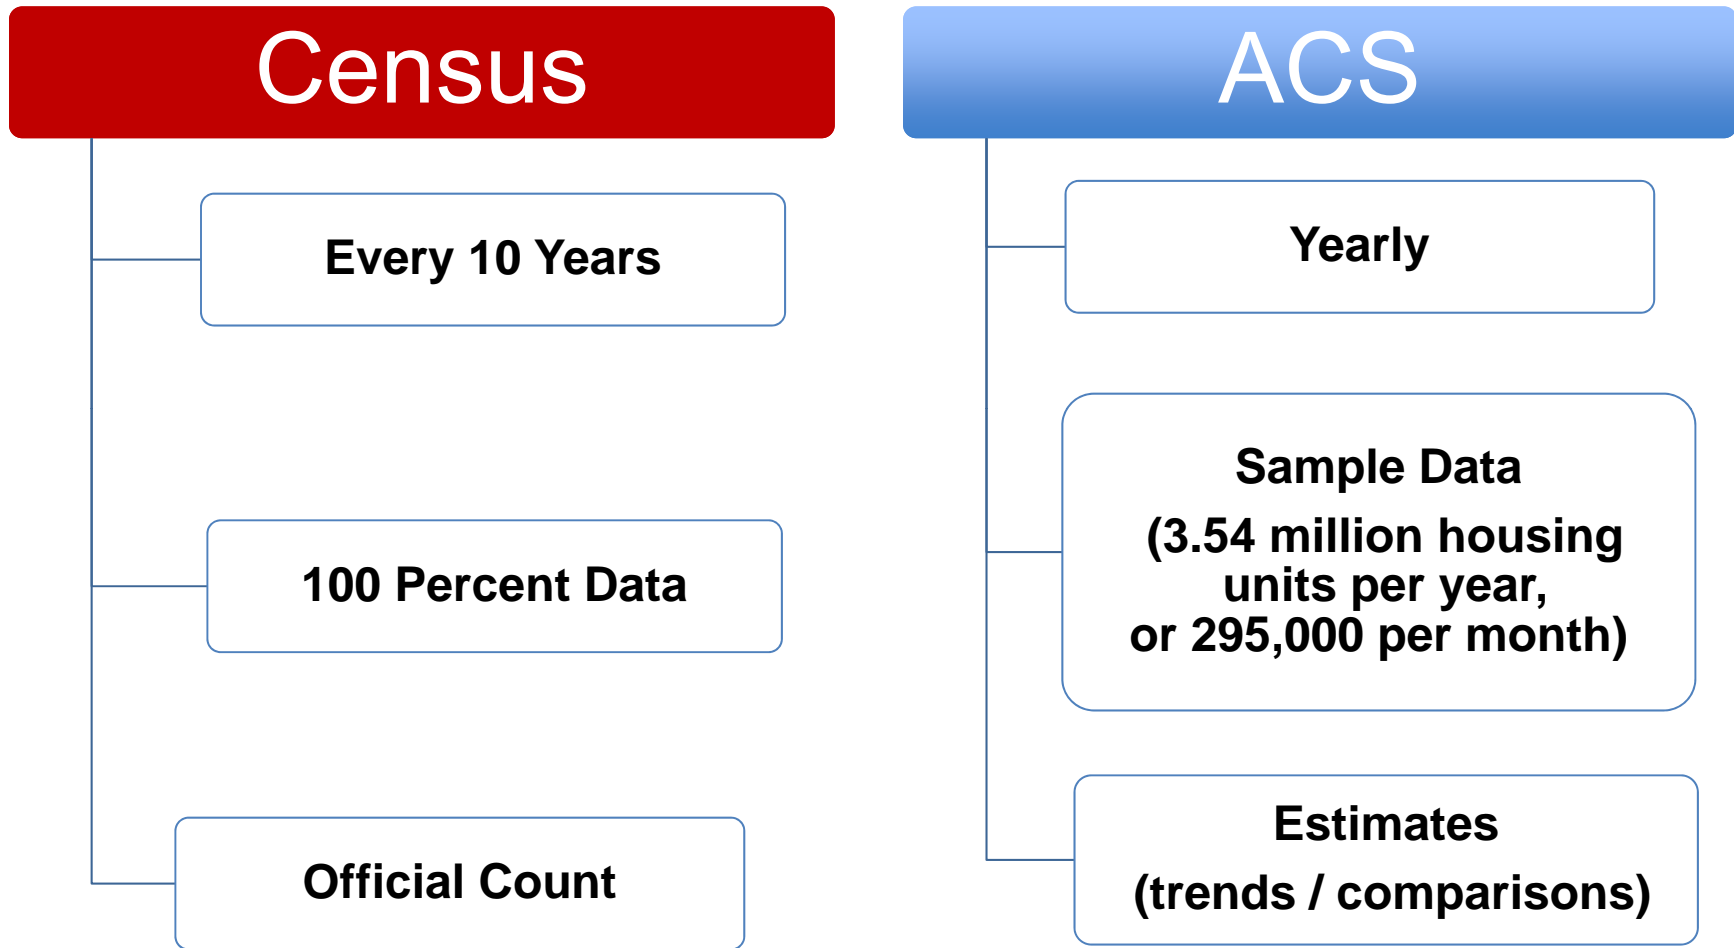 Census
Every 10 Years
100 Percent Data
Official Count
ACS
Yearly
Sample Data
(3.54 million housing
units per year,
or 295,000 per month)
Estimates
(trends / comparisons)